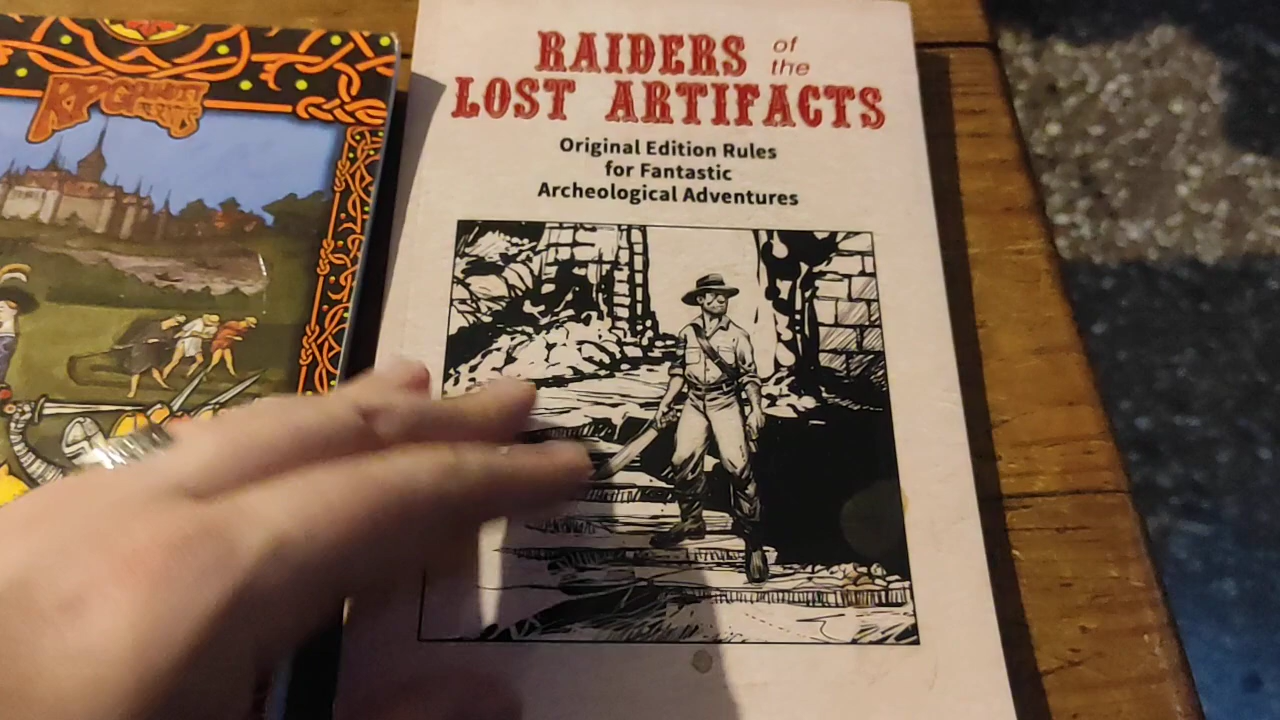 RAIDERS of the
LOST ARTIFACTS
Original Edition Rules
for Fantastic
Archeological Adventures